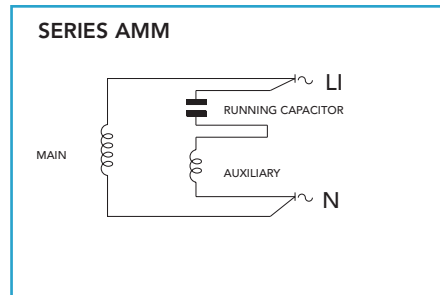 SERIES AMM
LI
RUNNING CAPACITOR
MAIN
AUXILIARY
N